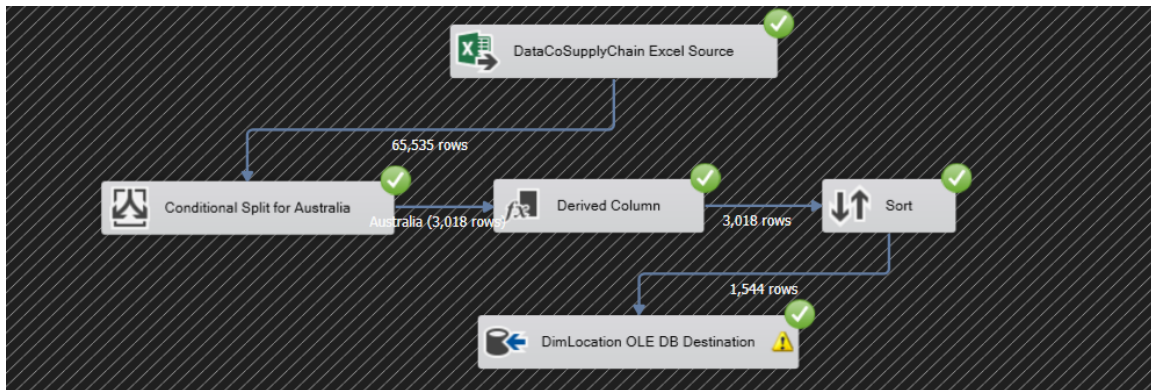 DataCoSupplyChain Excel Source
65,535 rows
Conditional Split for Australia
Australia (3,018 rows)
Derived Column
3,018 rows
Sort
1,544 rows
DimLocation OLE DB Destination